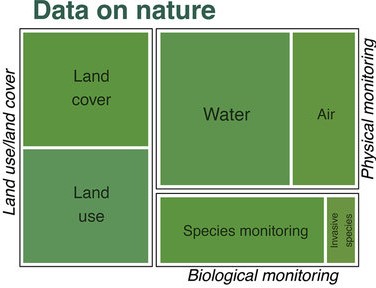 Data on nature
Land use/land cover
Land
cover
Land
use
Water
Air
Physical monitoring
Species monitoring
Invasive
species
Biological monitoring